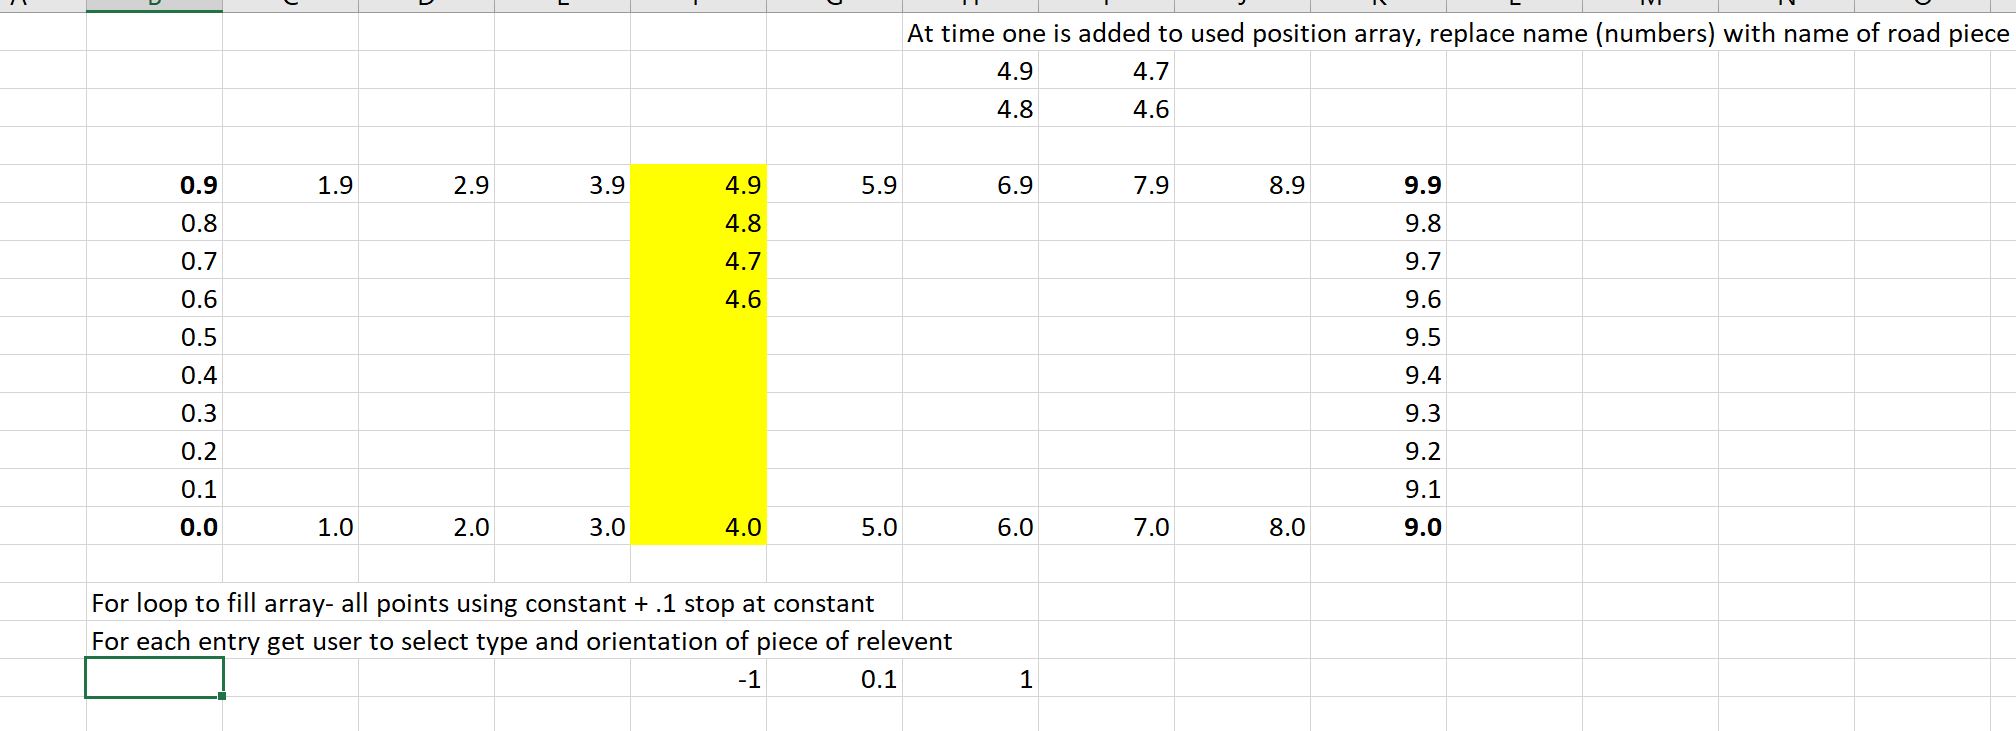 At time one is added to used position array, replace name (numbers) with name of road piece
4.9 4.7
4.8 4.6
0.9 1.9 2.9 3.9 4.9 5.9 6.9 7.9 8.9 9.9
0.8 4.8 9.8
0.7 4.7 9.7
0.6 4.6 9.6
0.5 9.5
0.4 9.4
0.3 9.3
0.2 9.2
0.1 9.1
0.0 1.0 2.0 3.0 4.0 5.0 6.0 7.0 8.0 9.0
For loop to fill array- all points using constant + .1 stop at constant
For each entry get user to select type and orientation of piece of relevent
-1 0.1 1